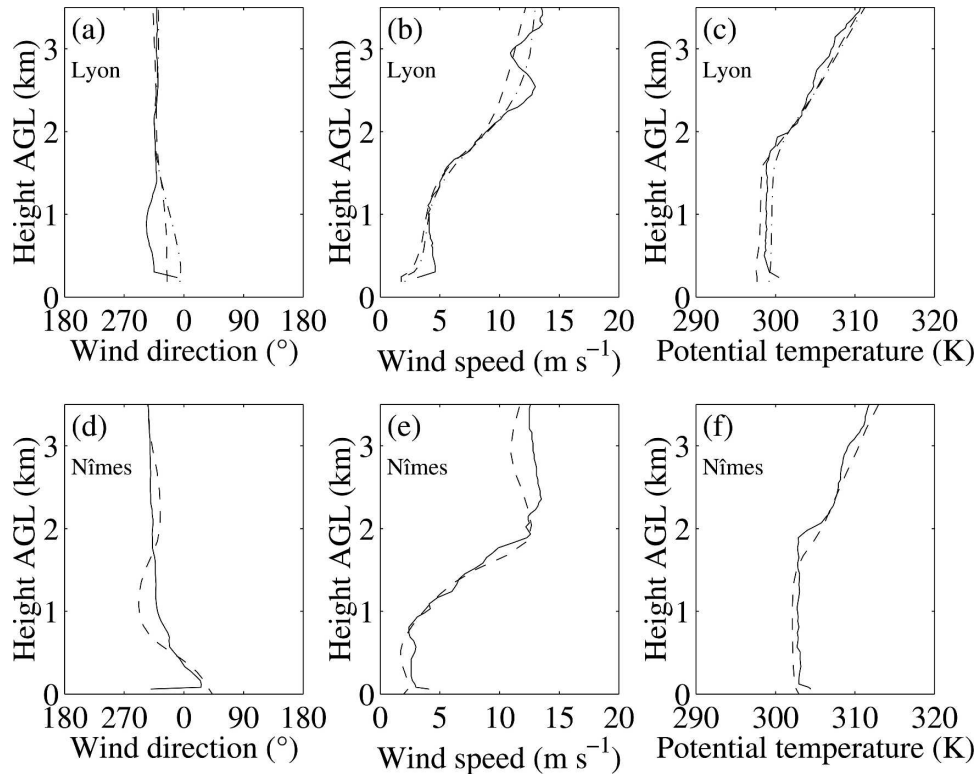 (a)
Lyon
Height AGL (km)
3
2
1
0
180 270 0 90 180
Wind direction (°)
(b)
Lyon
Height AGL (km)
3
2
1
0
0 5 10 15 20
Wind speed (m s⁻¹)
(c)
Lyon
Height AGL (km)
3
2
1
0
290 300 310 320
Potential temperature (K)
(d)
Nîmes
Height AGL (km)
3
2
1
0
180 270 0 90 180
Wind direction (°)
(e)
Nîmes
Height AGL (km)
3
2
1
0
0 5 10 15 20
Wind speed (m s⁻¹)
(f)
Nîmes
Height AGL (km)
3
2
1
0
290 300 310 320
Potential temperature (K)